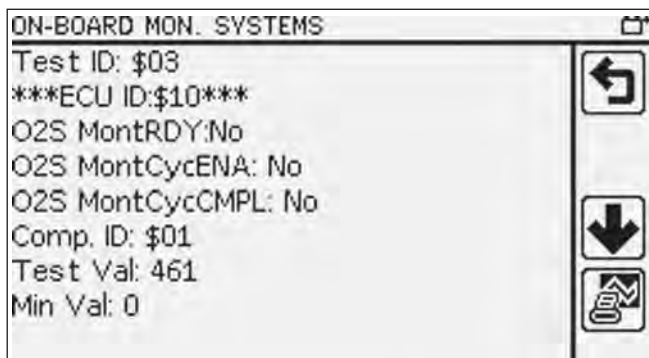 ON-BOARD MON. SYSTEMS
Test ID: $03
***ECU ID:$10***
O2S MontRDY:No
O2S MontCycENA: No
O2S MontCycCMPL: No
Comp. ID: $01
Test Val: 461
Min Val: 0